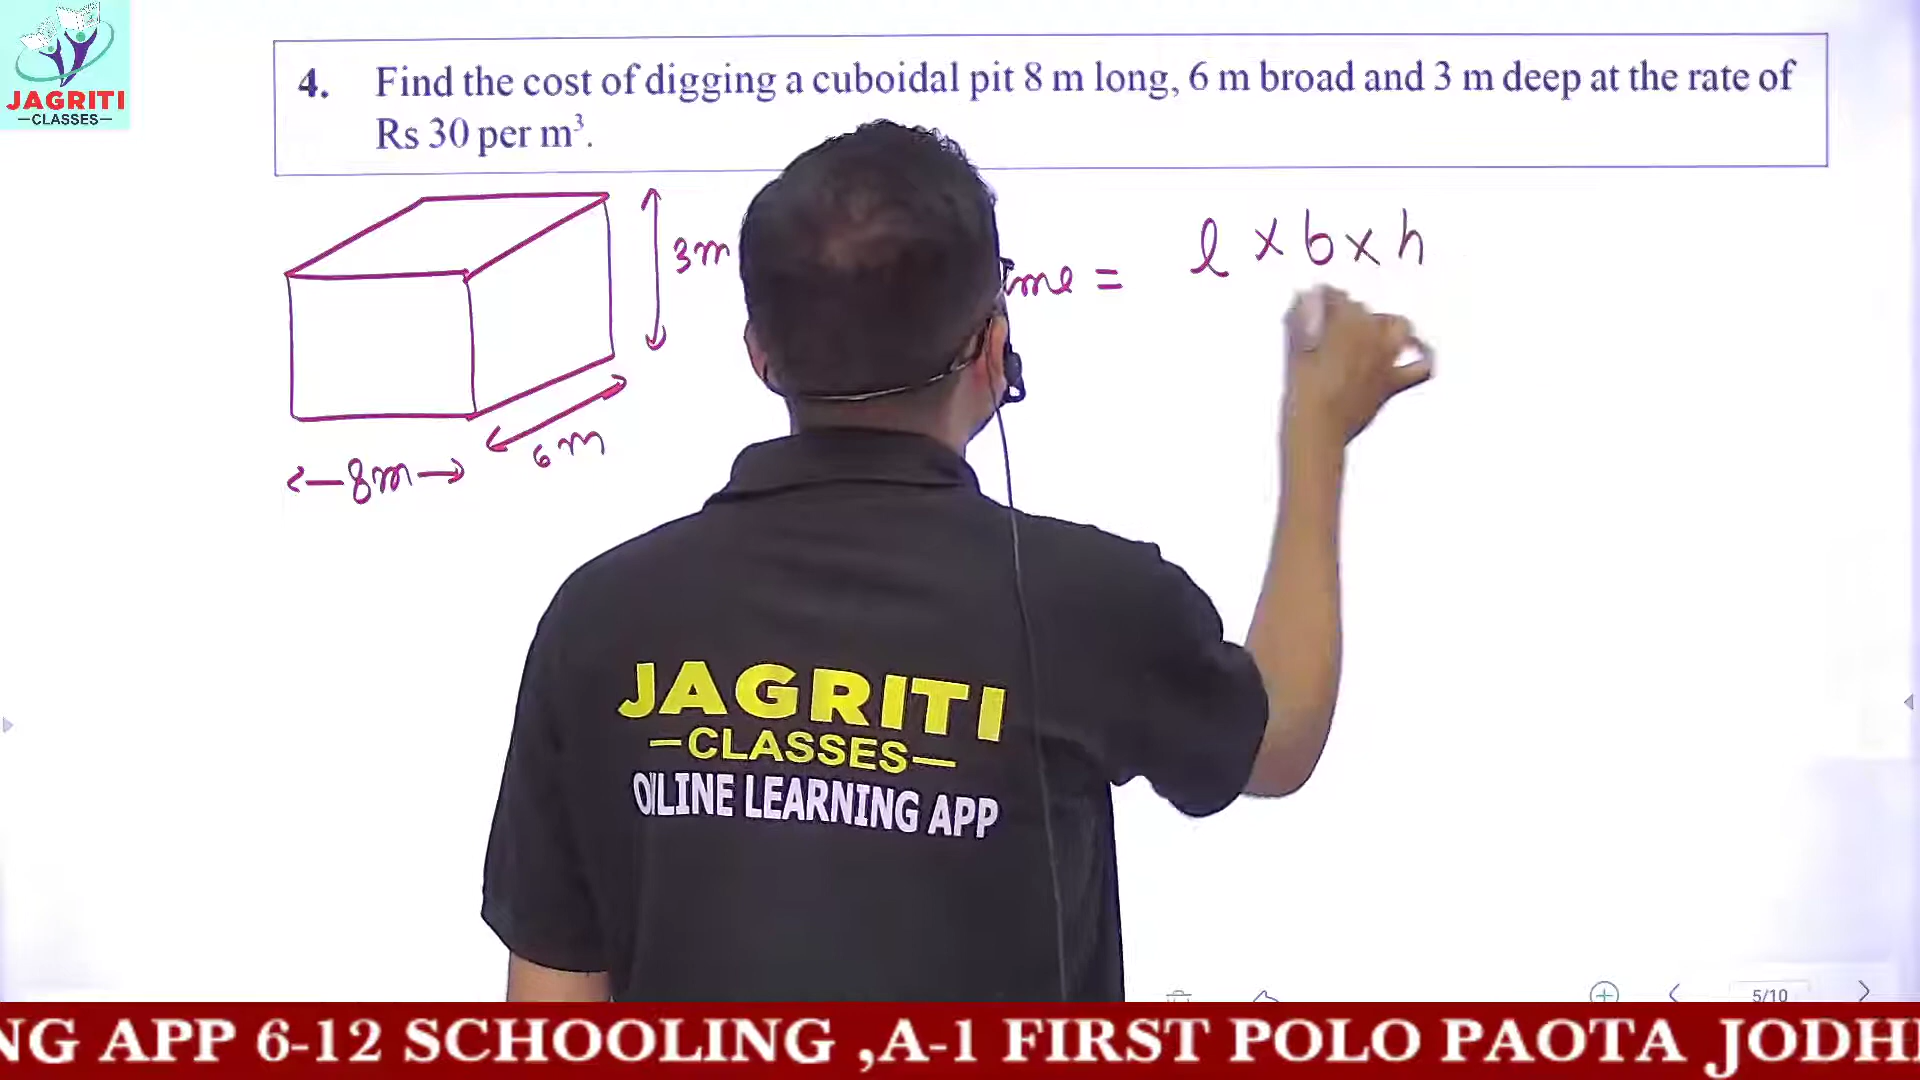 JAGRITI
—CLASSES—
4. Find the cost of digging a cuboidal pit 8 m long, 6 m broad and 3 m deep at the rate of
Rs 30 per m³.
3m
me = l × b × h
6m
8m
JAGRITI
—CLASSES—
ONLINE LEARNING APP
5/10
NG APP 6-12 SCHOOLING ,A-1 FIRST POLO PAOTA JODH